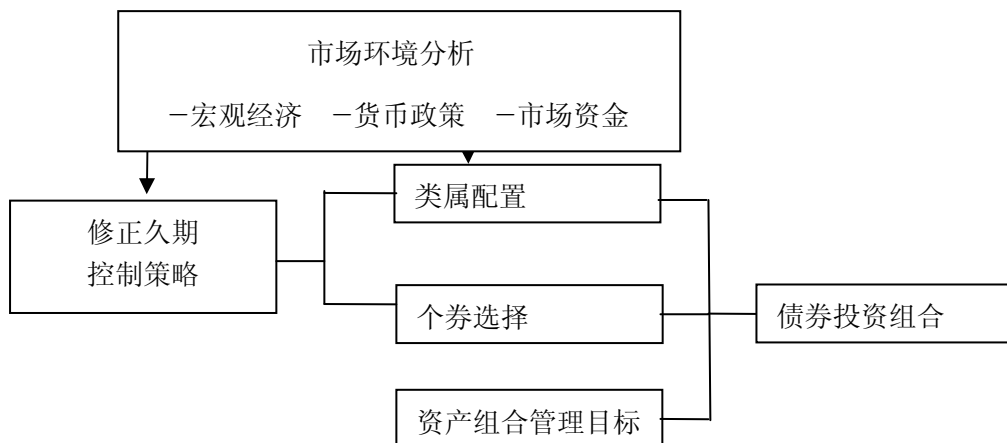 市场环境分析
－宏观经济 －货币政策 －市场资金
类属配置
修正久期
控制策略
个券选择
债券投资组合
资产组合管理目标